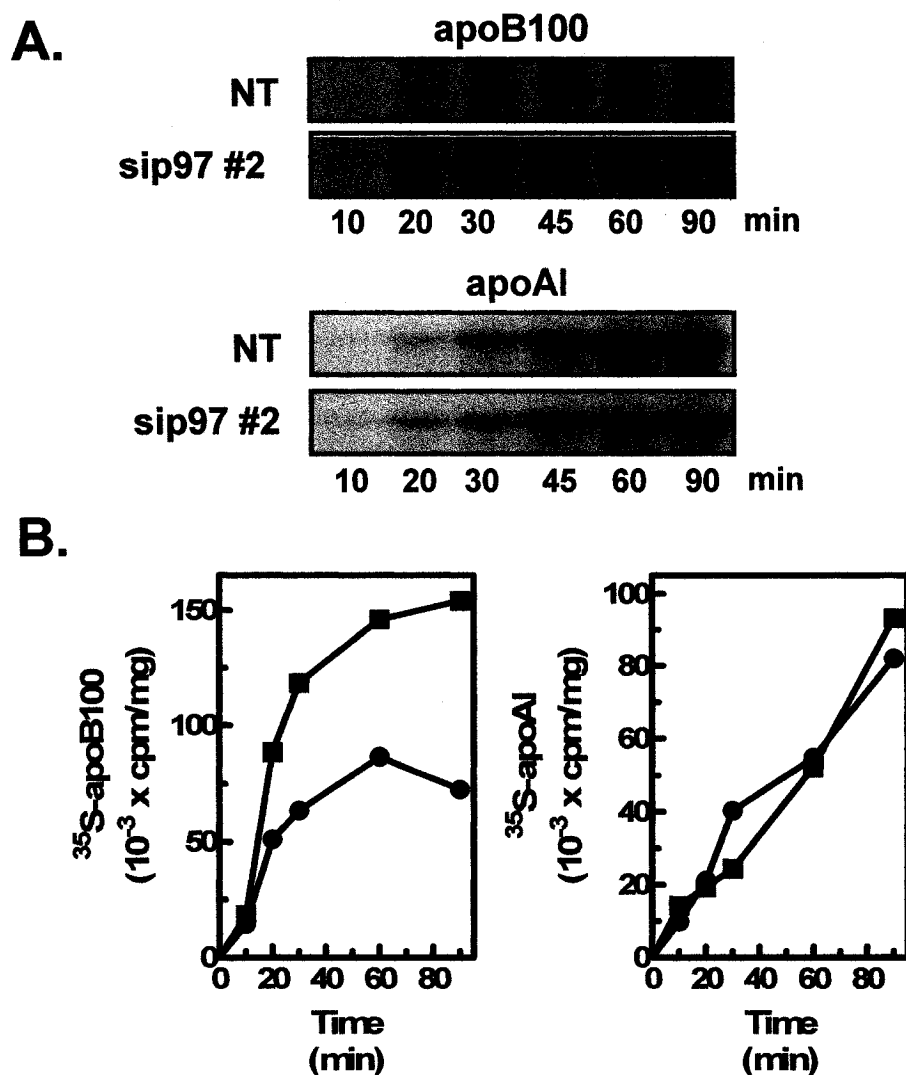 A.
apoB100
NT
sip97 #2
10 20 30 45 60 90 min
apoAI
NT
sip97 #2
10 20 30 45 60 90 min
B.
³⁵S-apoB100
(10⁻³ x cpm/mg)
150
100
50
0
0 20 40 60 80
Time
(min)
³⁵S-apoAI
(10⁻³ x cpm/mg)
100
80
60
40
20
0
0 20 40 60 80
Time
(min)